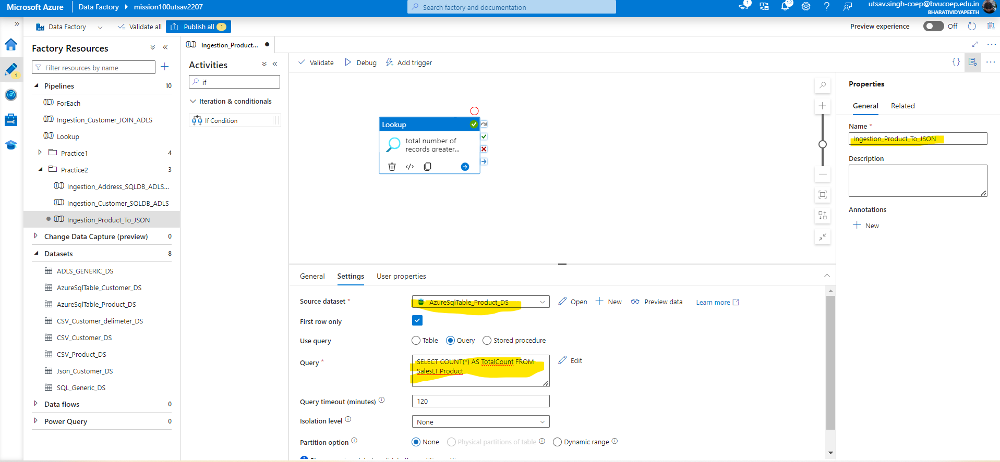 Microsoft Azure
Data Factory
mission100utsav2207
Search factory and documentation
1
12
utsav.singh-coep@bvucoep.edu.in
BHARATIVIDYAPEETH
Data Factory
Validate all
Publish all 1
Preview experience
Off
1
Factory Resources
Filter resources by name
Pipelines 10
ForEach
Ingestion_Customer_JOIN_ADLS
Lookup
Practice1 4
Practice2 3
Ingestion_Address_SQLDB_ADLS...
Ingestion_Customer_SQLDB_ADLS
Ingestion_Product_To_JSON
Change Data Capture (preview) 0
Datasets 8
ADLS_GENERIC_DS
AzureSqlTable_Customer_DS
AzureSqlTable_Product_DS
CSV_Customer_delimeter_DS
CSV_Customer_DS
CSV_Product_DS
Json_Customer_DS
SQL_Generic_DS
Data flows 0
Power Query 0
Ingestion_Product...
Activities
if
Iteration & conditionals
If Condition
Validate
Debug
Add trigger
{}
Lookup
total number of
records greater...
</>
General
Settings
User properties
Source dataset *
AzureSqlTable_Product_DS
Open
New
Preview data
Learn more
First row only
Use query
Table
Query
Stored procedure
Query *
SELECT COUNT(*) AS TotalCount FROM
SalesLT.Product
Edit
Query timeout (minutes)
120
Isolation level
None
Partition option
None
Physical partitions of table
Dynamic range
Properties
General
Related
Name *
Ingestion_Product_To_JSON
Description
Annotations
New